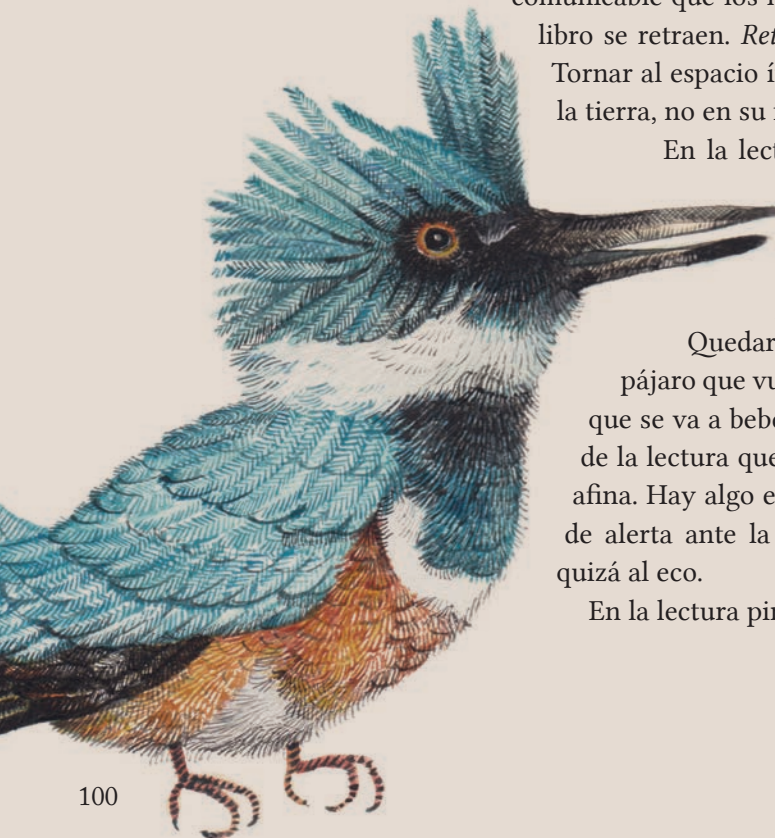 comunicable que los
libro se retraen. Ret
Tornar al espacio í
la tierra, no en su
En la lect
Quedar
pájaro que vu
que se va a beb
de la lectura que
afina. Hay algo e
de alerta ante la
quizá al eco.
En la lectura pi
100